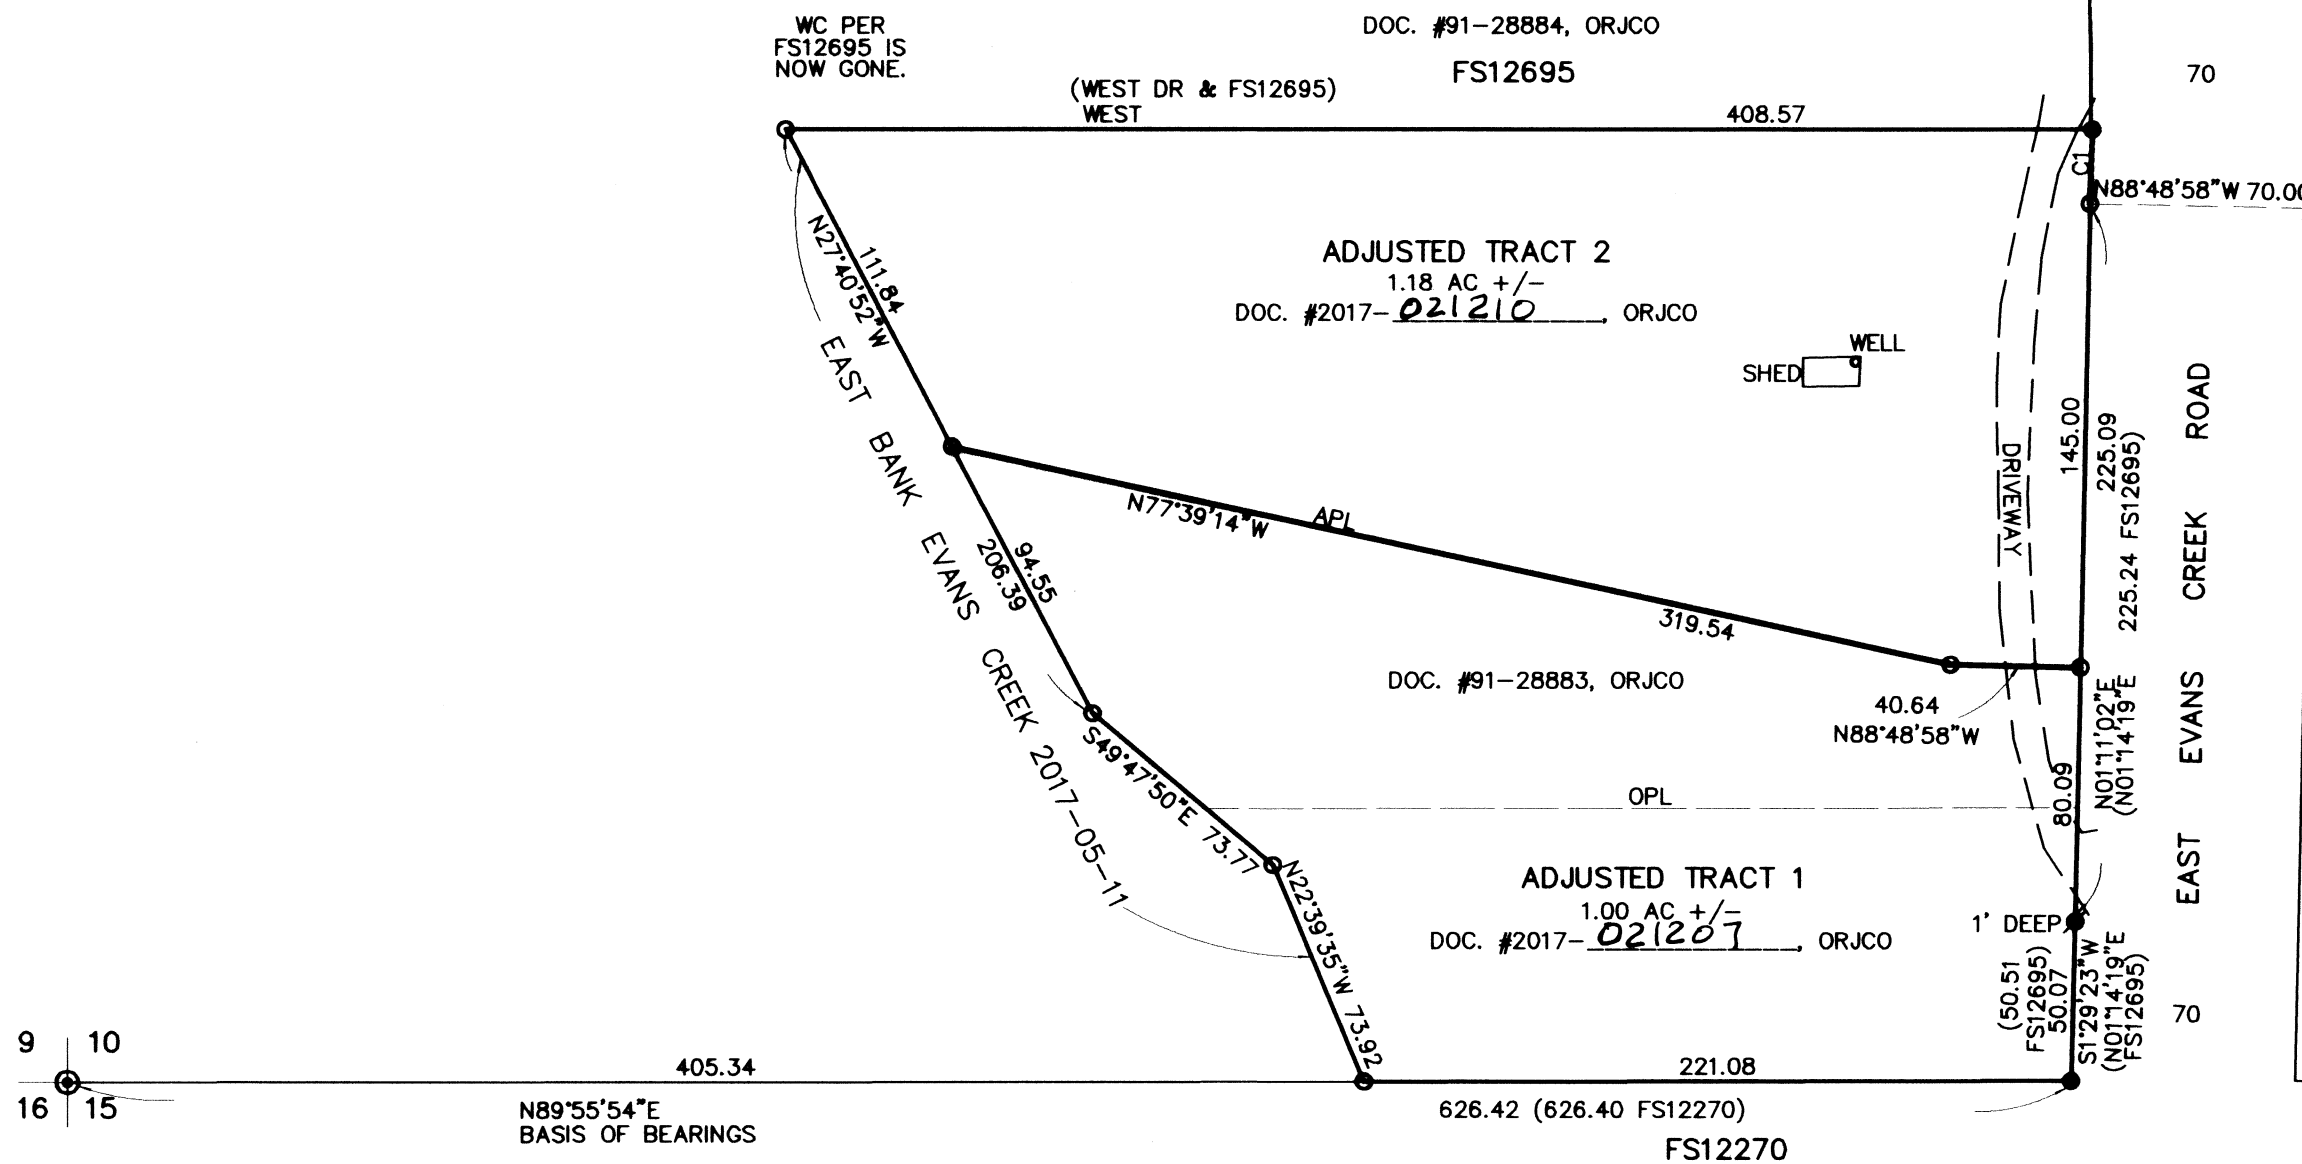 WC PER
FS12695 IS
NOW GONE.
DOC. #91-28884, ORJCO
FS12695
70
(WEST DR & FS12695)
WEST
408.57
C1
N88°48'58"W 70.00
111.84
N27°40'52"W
ADJUSTED TRACT 2
1.18 AC +/-
DOC. #2017-021210, ORJCO
WELL
SHED
EAST BANK EVANS CREEK 2017-05-11
DRIVEWAY
145.00
225.09
225.24 FS12695)
EAST EVANS CREEK ROAD
N77°39'14"W
APL
319.54
94.55
206.39
DOC. #91-28883, ORJCO
40.64
N88°48'58"W
N01°11'02"E
(N01°14'19"E
80.09
S49°47'50"E 73.77
OPL
N22°39'35"W 73.92
ADJUSTED TRACT 1
1.00 AC +/-
DOC. #2017-021207, ORJCO
1' DEEP
(50.51
FS12695)
50.07
S1°29'23"W
(N01°14'19"E
FS12695)
70
9 10
16 15
405.34
221.08
N89°55'54"E
BASIS OF BEARINGS
626.42 (626.40 FS12270)
FS12270